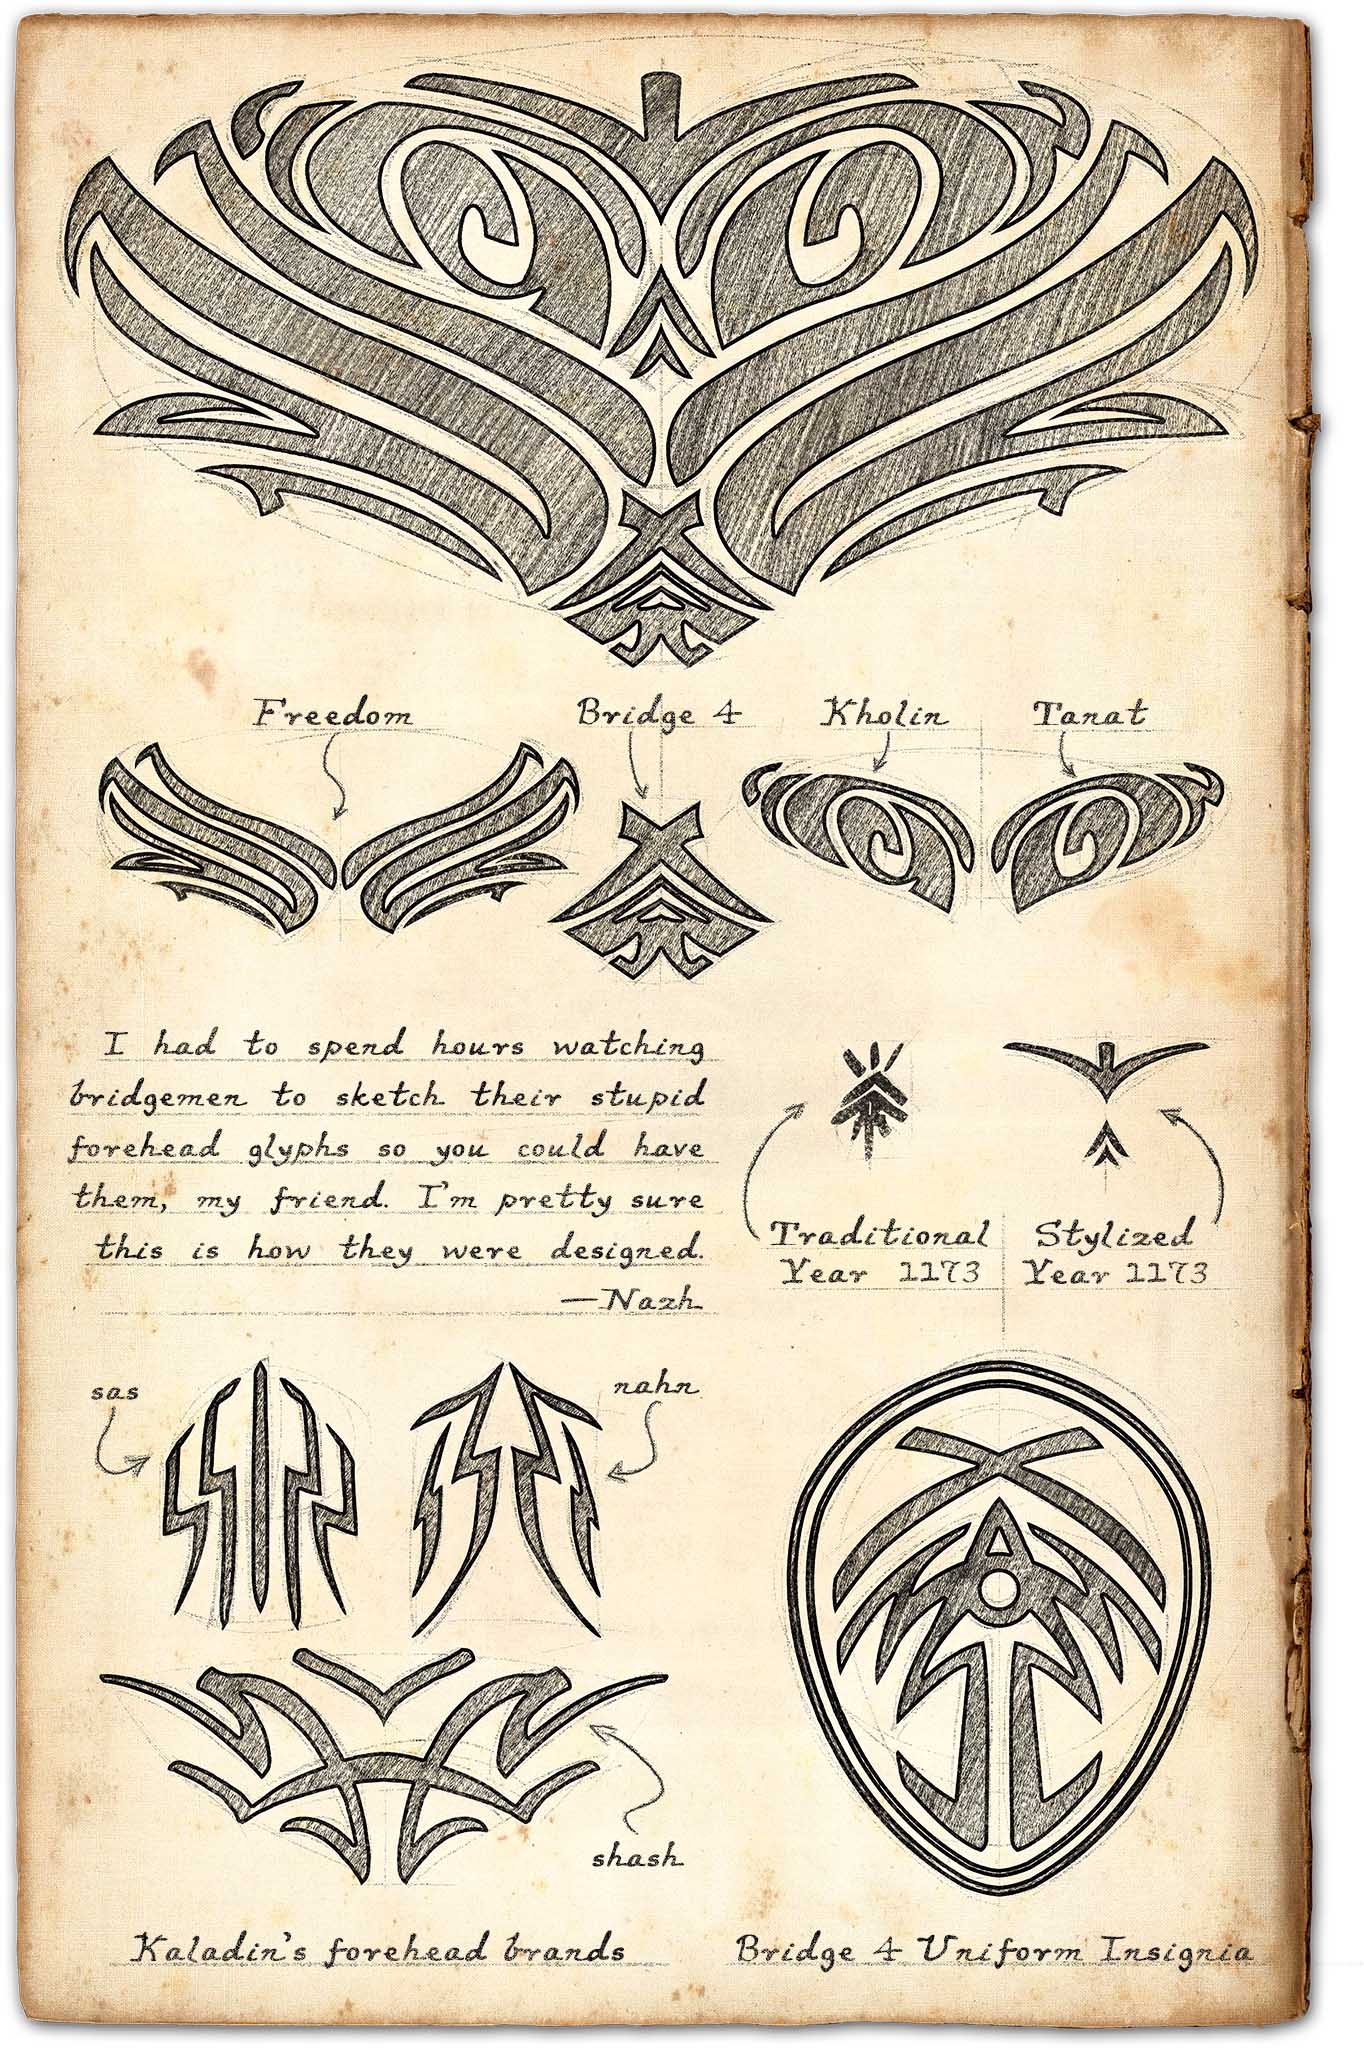 Freedom
Bridge 4
Kholin
Tanat
I had to spend hours watching
bridgemen to sketch their stupid
forehead glyphs so you could have
them, my friend. I'm pretty sure
this is how they were designed.
—Nazh
Traditional
Year 1173
Stylized
Year 1173
sas
nahn
shash
Kaladin's forehead brands
Bridge 4 Uniform Insignia